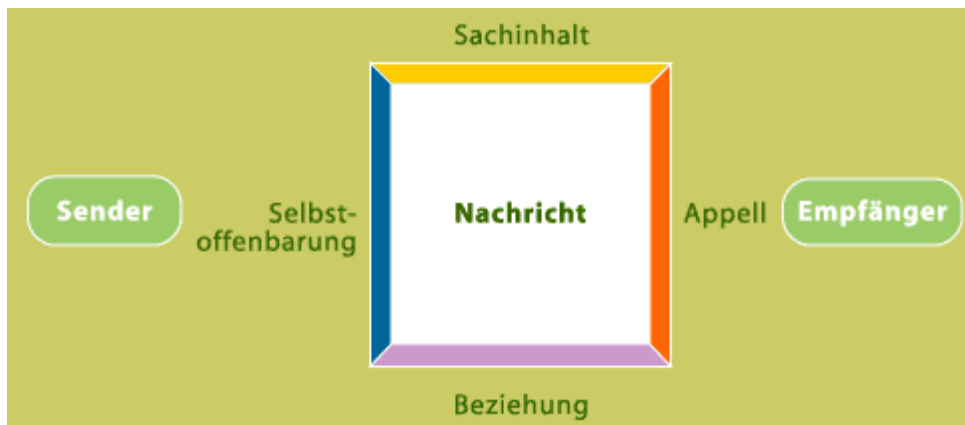 Sachinhalt
Sender
Selbst-
offenbarung
Nachricht
Appell
Empfänger
Beziehung